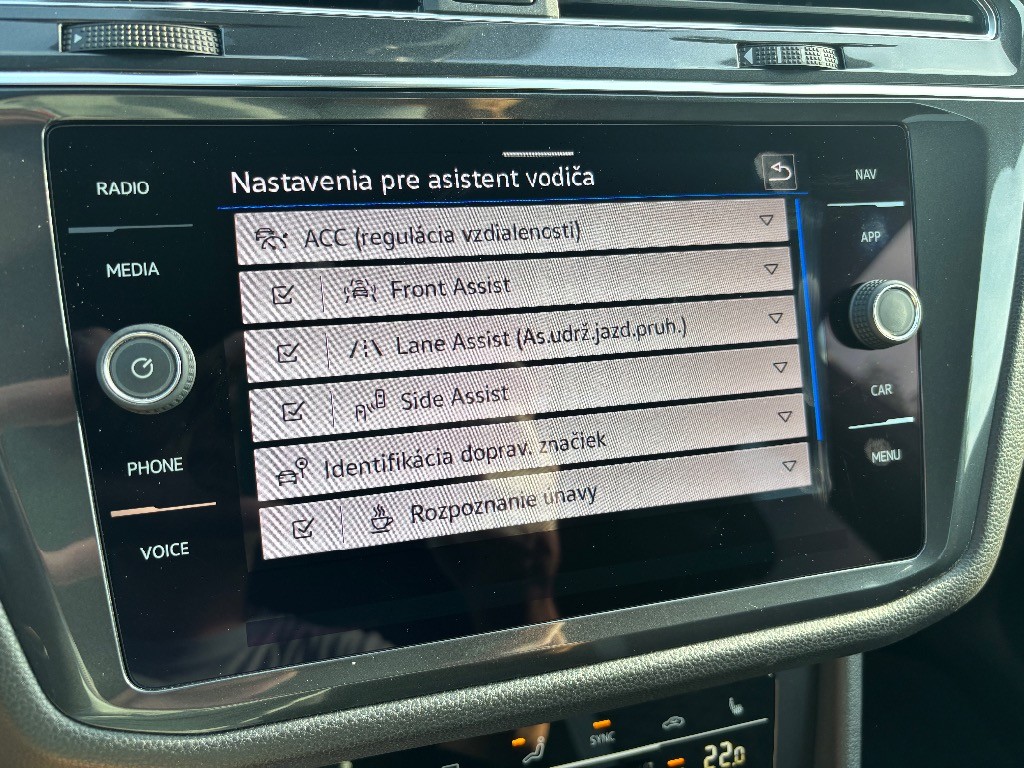 RADIO
MEDIA
PHONE
VOICE
Nastavenia pre asistent vodiča
ACC (regulácia vzdialenosti)
Front Assist
Lane Assist (As.udrž.jazd.pruh.)
Side Assist
Identifikácia doprav. značiek
Rozpoznanie únavy
NAV
APP
CAR
MENU
SYNC
22.0